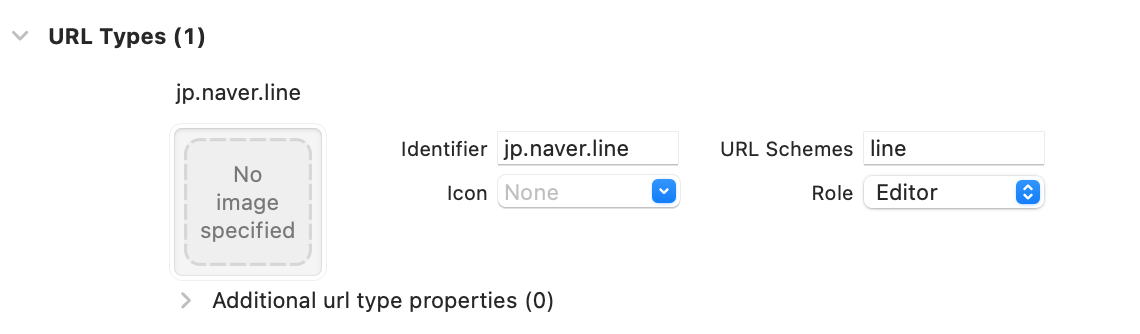 URL Types (1)
jp.naver.line
No
image
specified
Identifier jp.naver.line URL Schemes line
Icon None Role Editor
Additional url type properties (0)